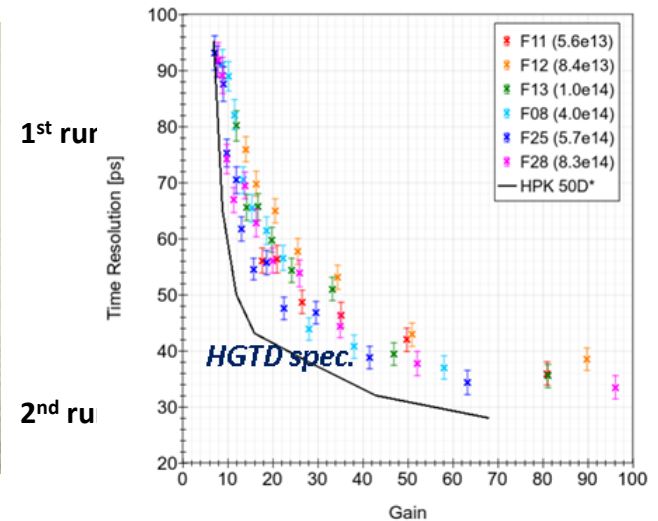 1st run
2nd ru
Time Resolution [ps]
100
90
80
70
60
50
40
30
20
F11 (5.6e13)
F12 (8.4e13)
F13 (1.0e14)
F08 (4.0e14)
F25 (5.7e14)
F28 (8.3e14)
HPK 50D*
HGTD spec.
0 10 20 30 40 50 60 70 80 90 100
Gain